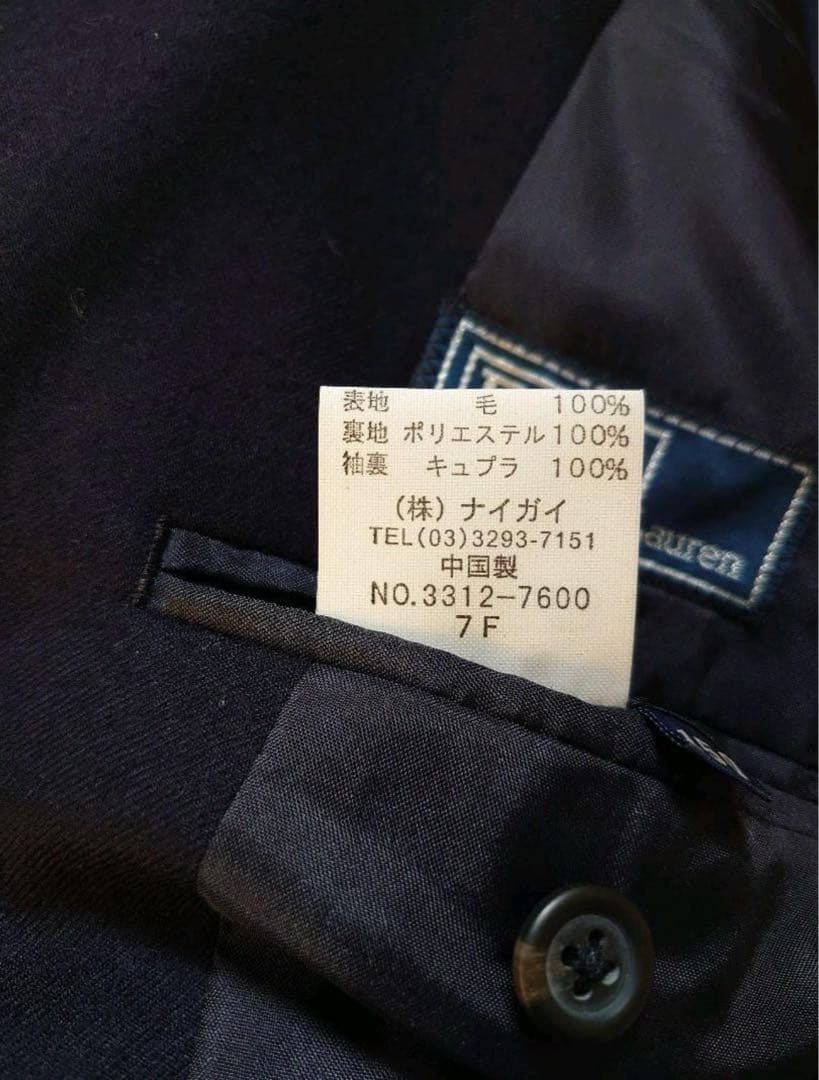 表地 毛 100%
裏地 ポリエステル 100%
袖裏 キュプラ 100%
(株) ナイガイ
TEL(03)3293-7151
中国製
NO.3312-7600
7F
auren